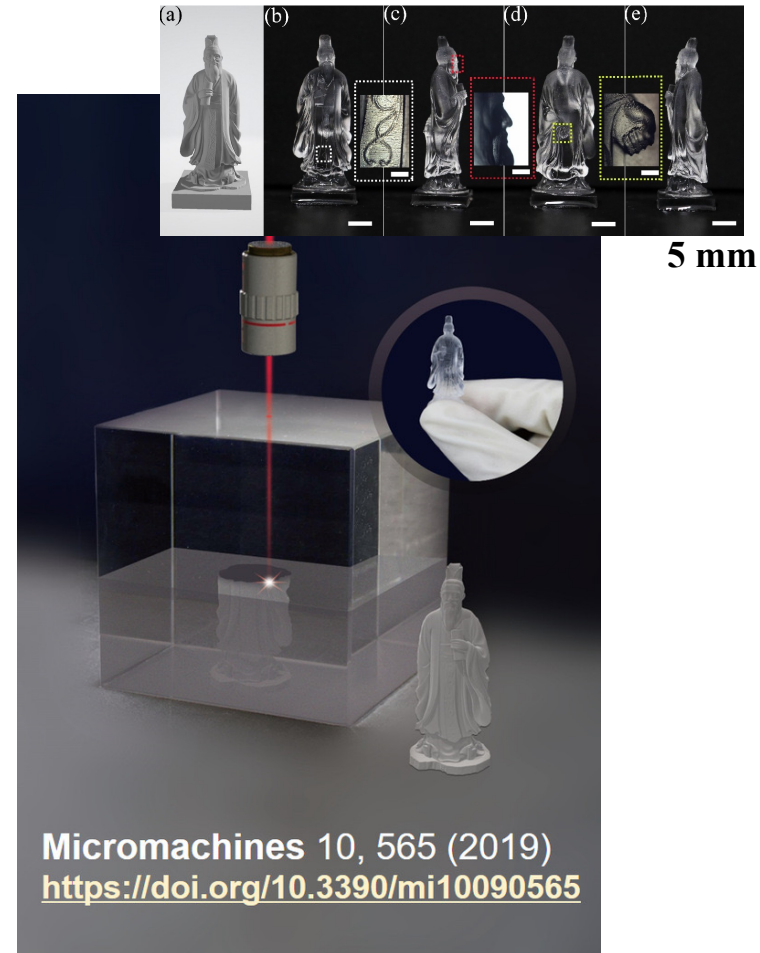 (a) (b) (c) (d) (e)
5 mm
Micromachines 10, 565 (2019)
https://doi.org/10.3390/mi10090565